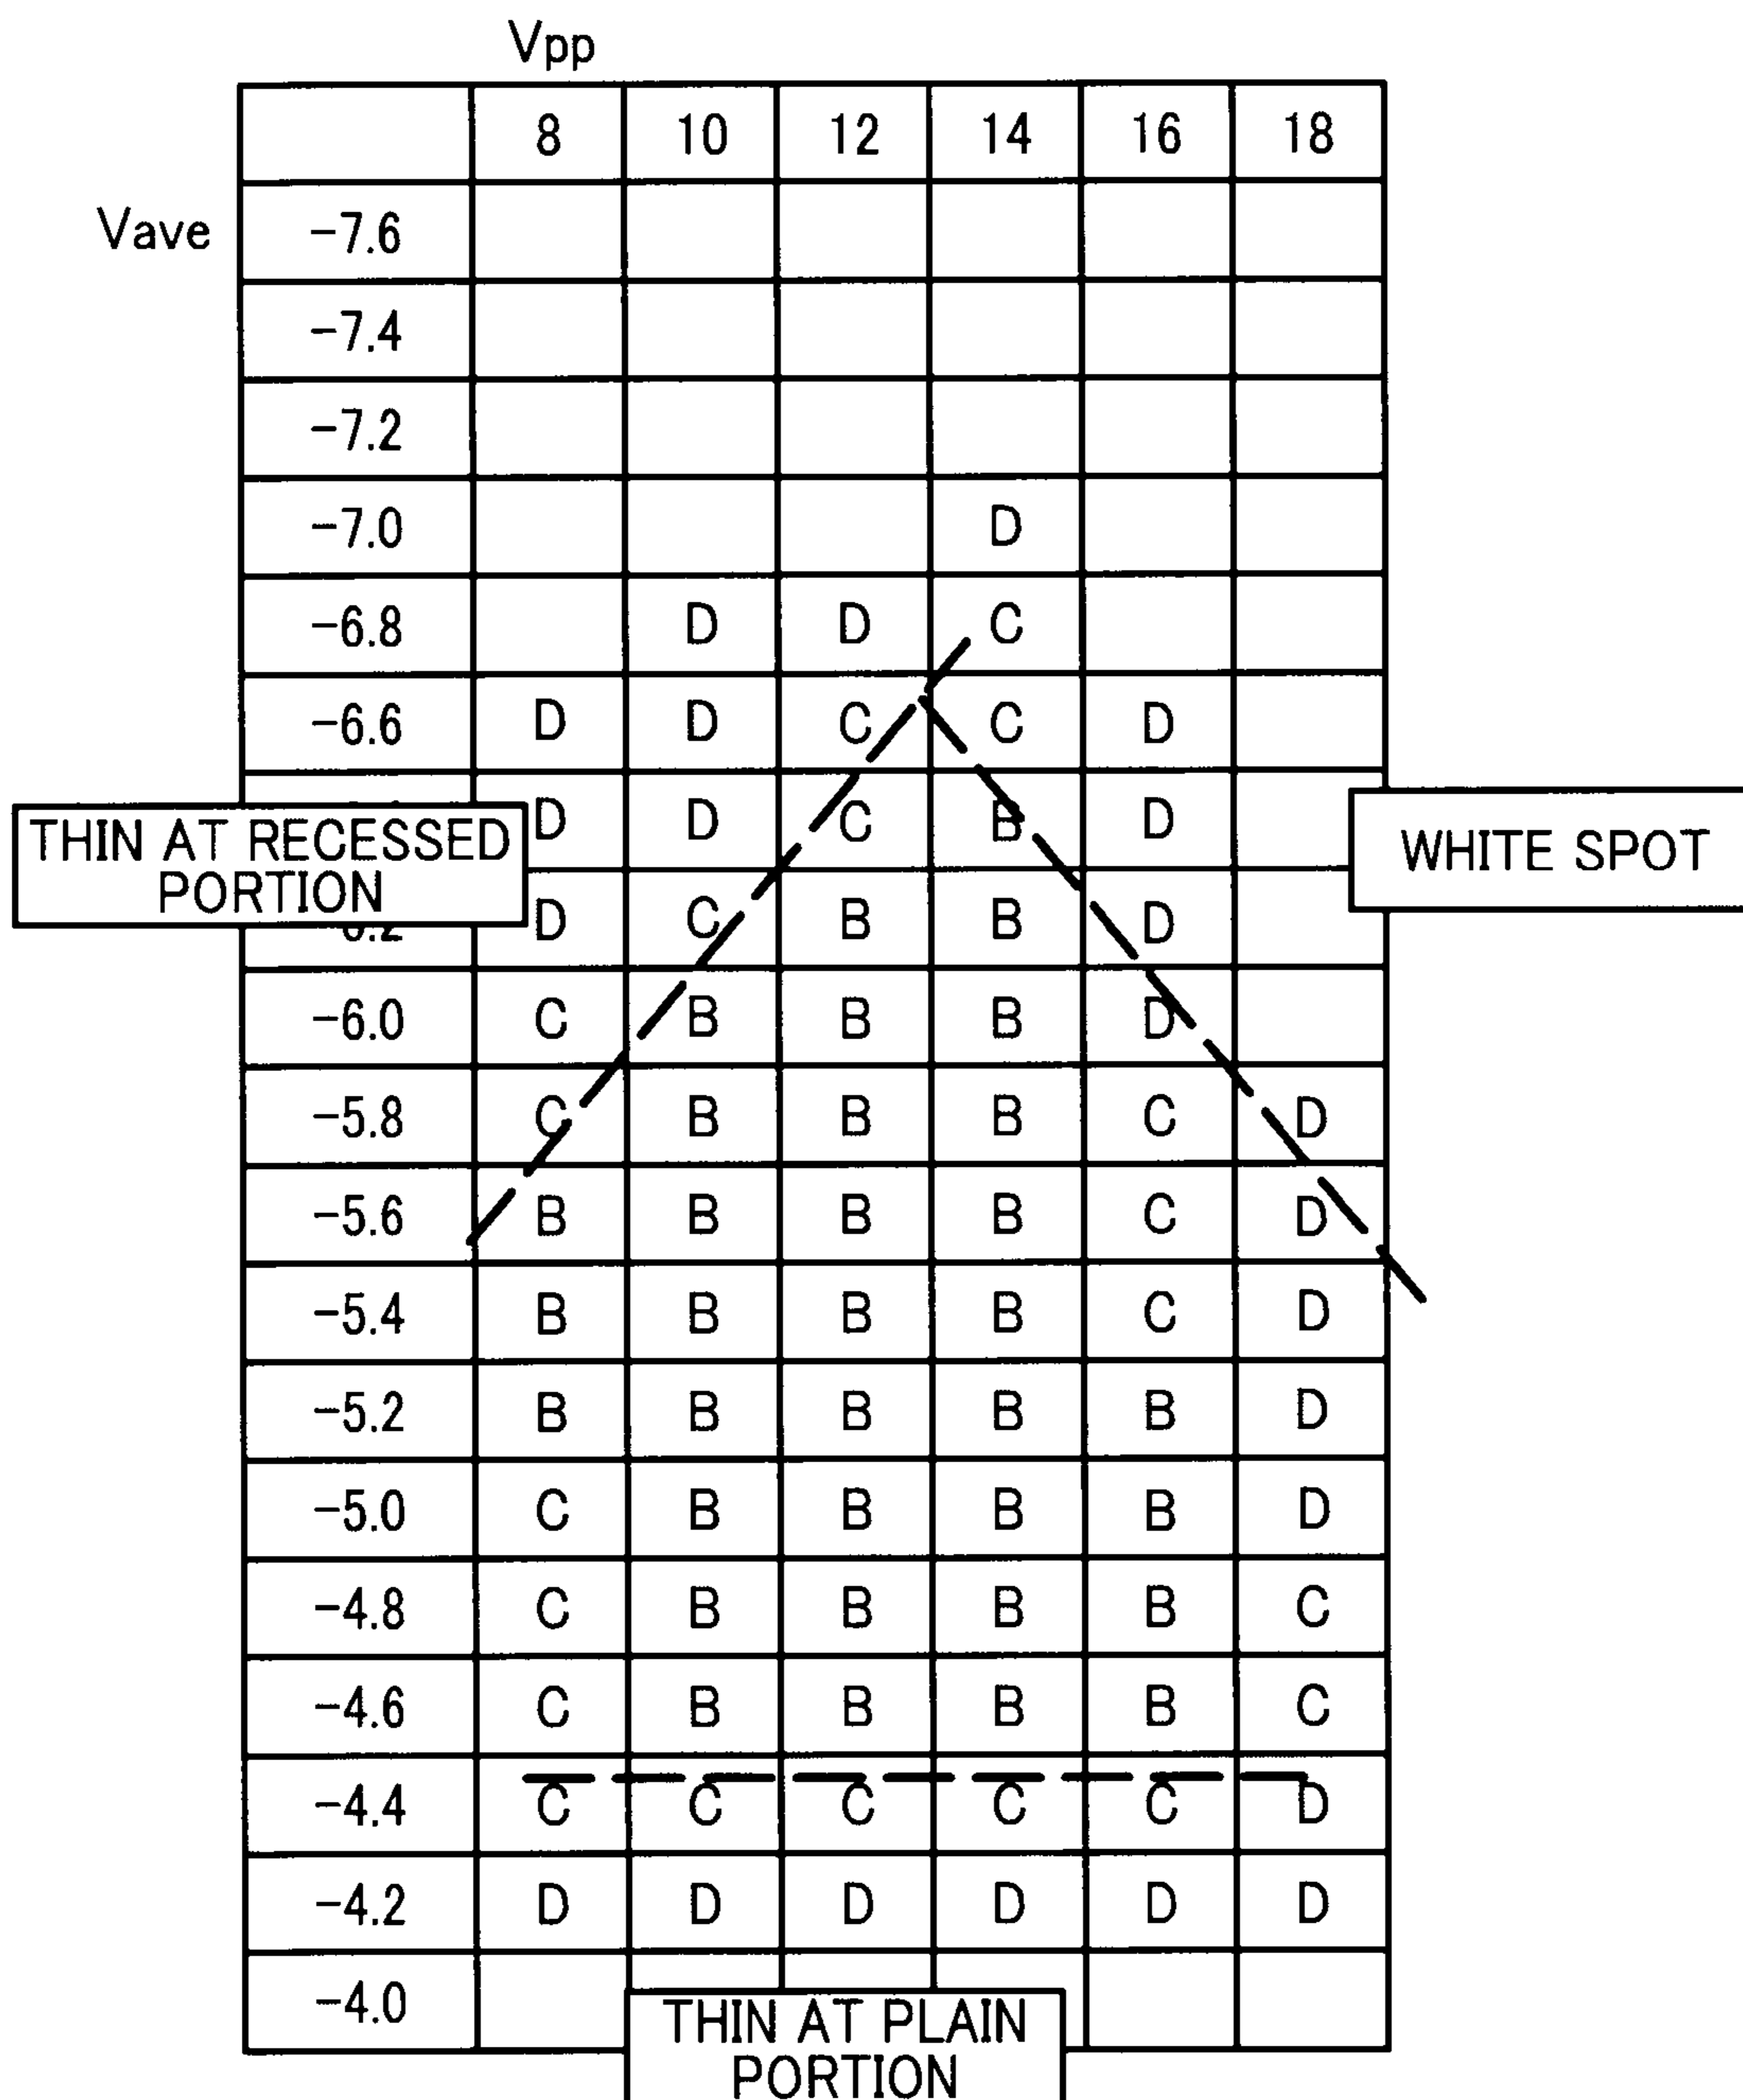 Vpp
8 10 12 14 16 18
Vave -7.6
-7.4
-7.2
-7.0 D
-6.8 D D C
-6.6 D D C C D
D D C B D
THIN AT RECESSED
PORTION
WHITE SPOT
D C B B D
-6.0 C B B B D
-5.8 C B B B C D
-5.6 B B B B C D
-5.4 B B B B C D
-5.2 B B B B B D
-5.0 C B B B B D
-4.8 C B B B B C
-4.6 C B B B B C
-4.4 C C C C C D
-4.2 D D D D D D
-4.0
THIN AT PLAIN
PORTION